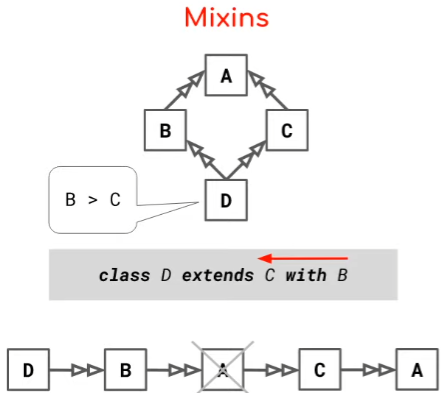 Mixins
A
B C
B > C
D
class D extends C with B
D B A C A